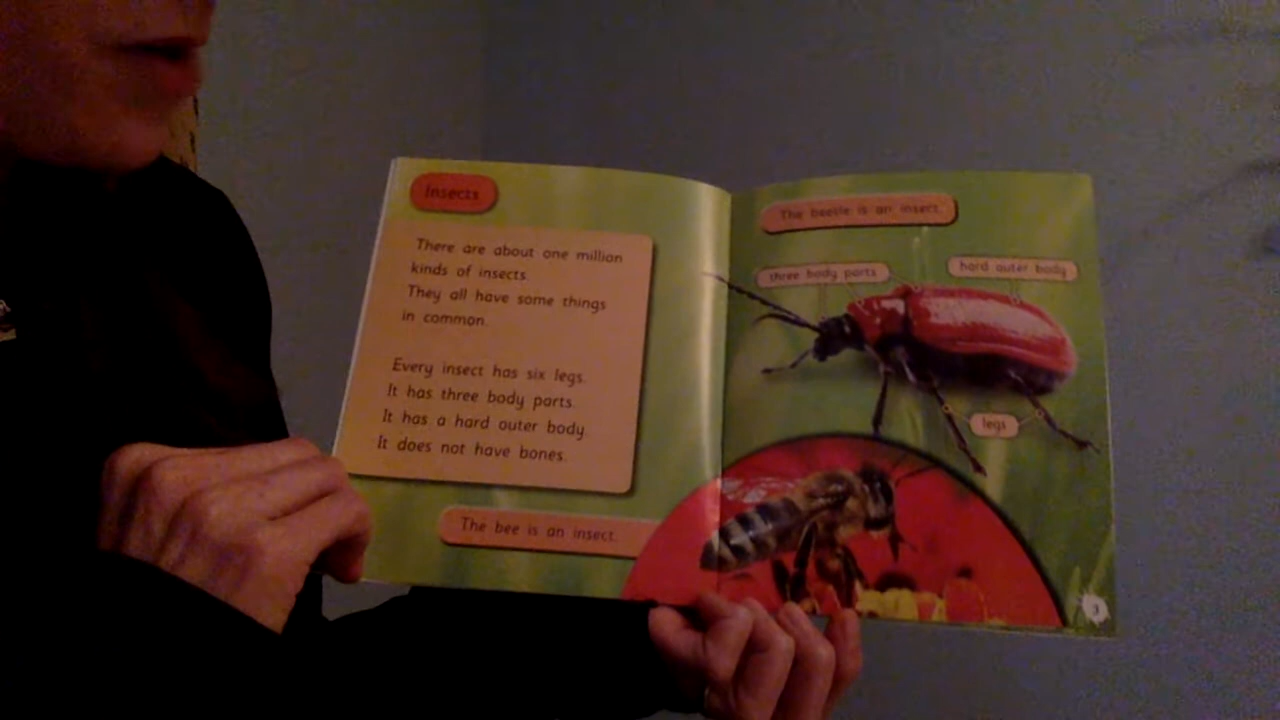 Insects
There are about one million
kinds of insects.
They all have some things
in common.
Every insect has six legs.
It has three body parts.
It has a hard outer body.
It does not have bones.
The bee is an insect.
The beetle is an insect.
three body parts
hard outer body
legs
3